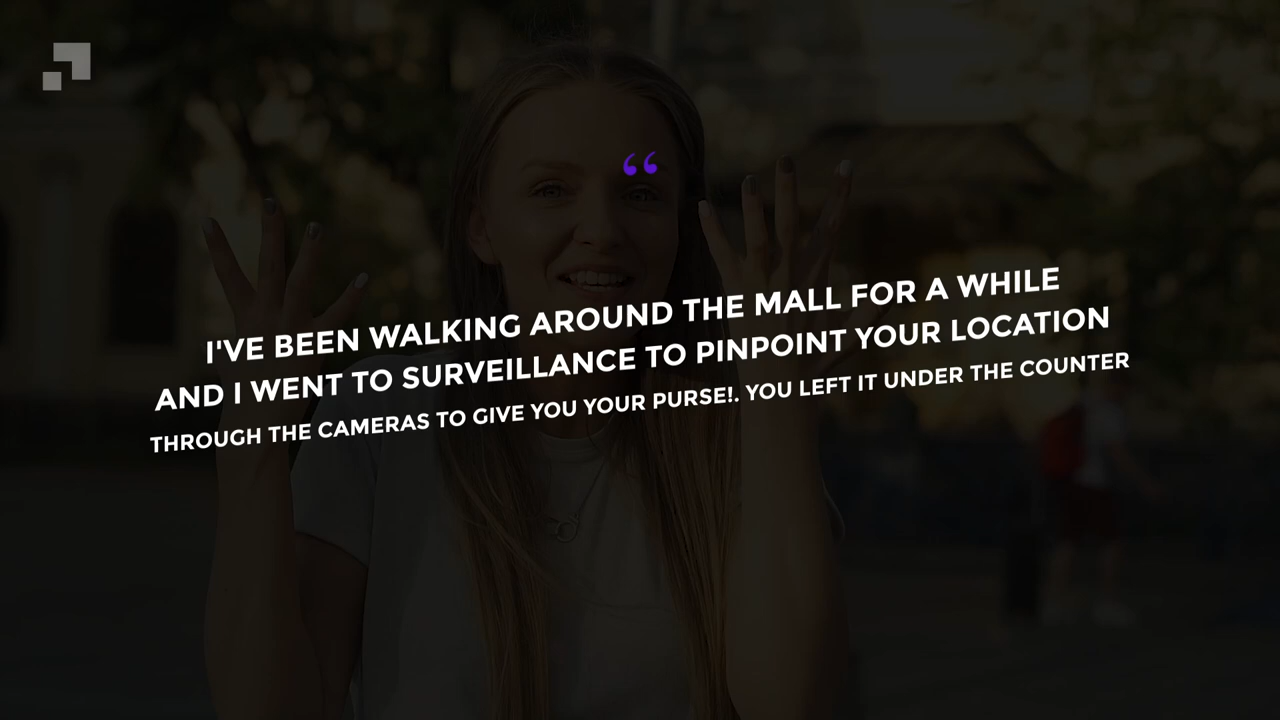 “
I'VE BEEN WALKING AROUND THE MALL FOR A WHILE
AND I WENT TO SURVEILLANCE TO PINPOINT YOUR LOCATION
THROUGH THE CAMERAS TO GIVE YOU YOUR PURSE!. YOU LEFT IT UNDER THE COUNTER